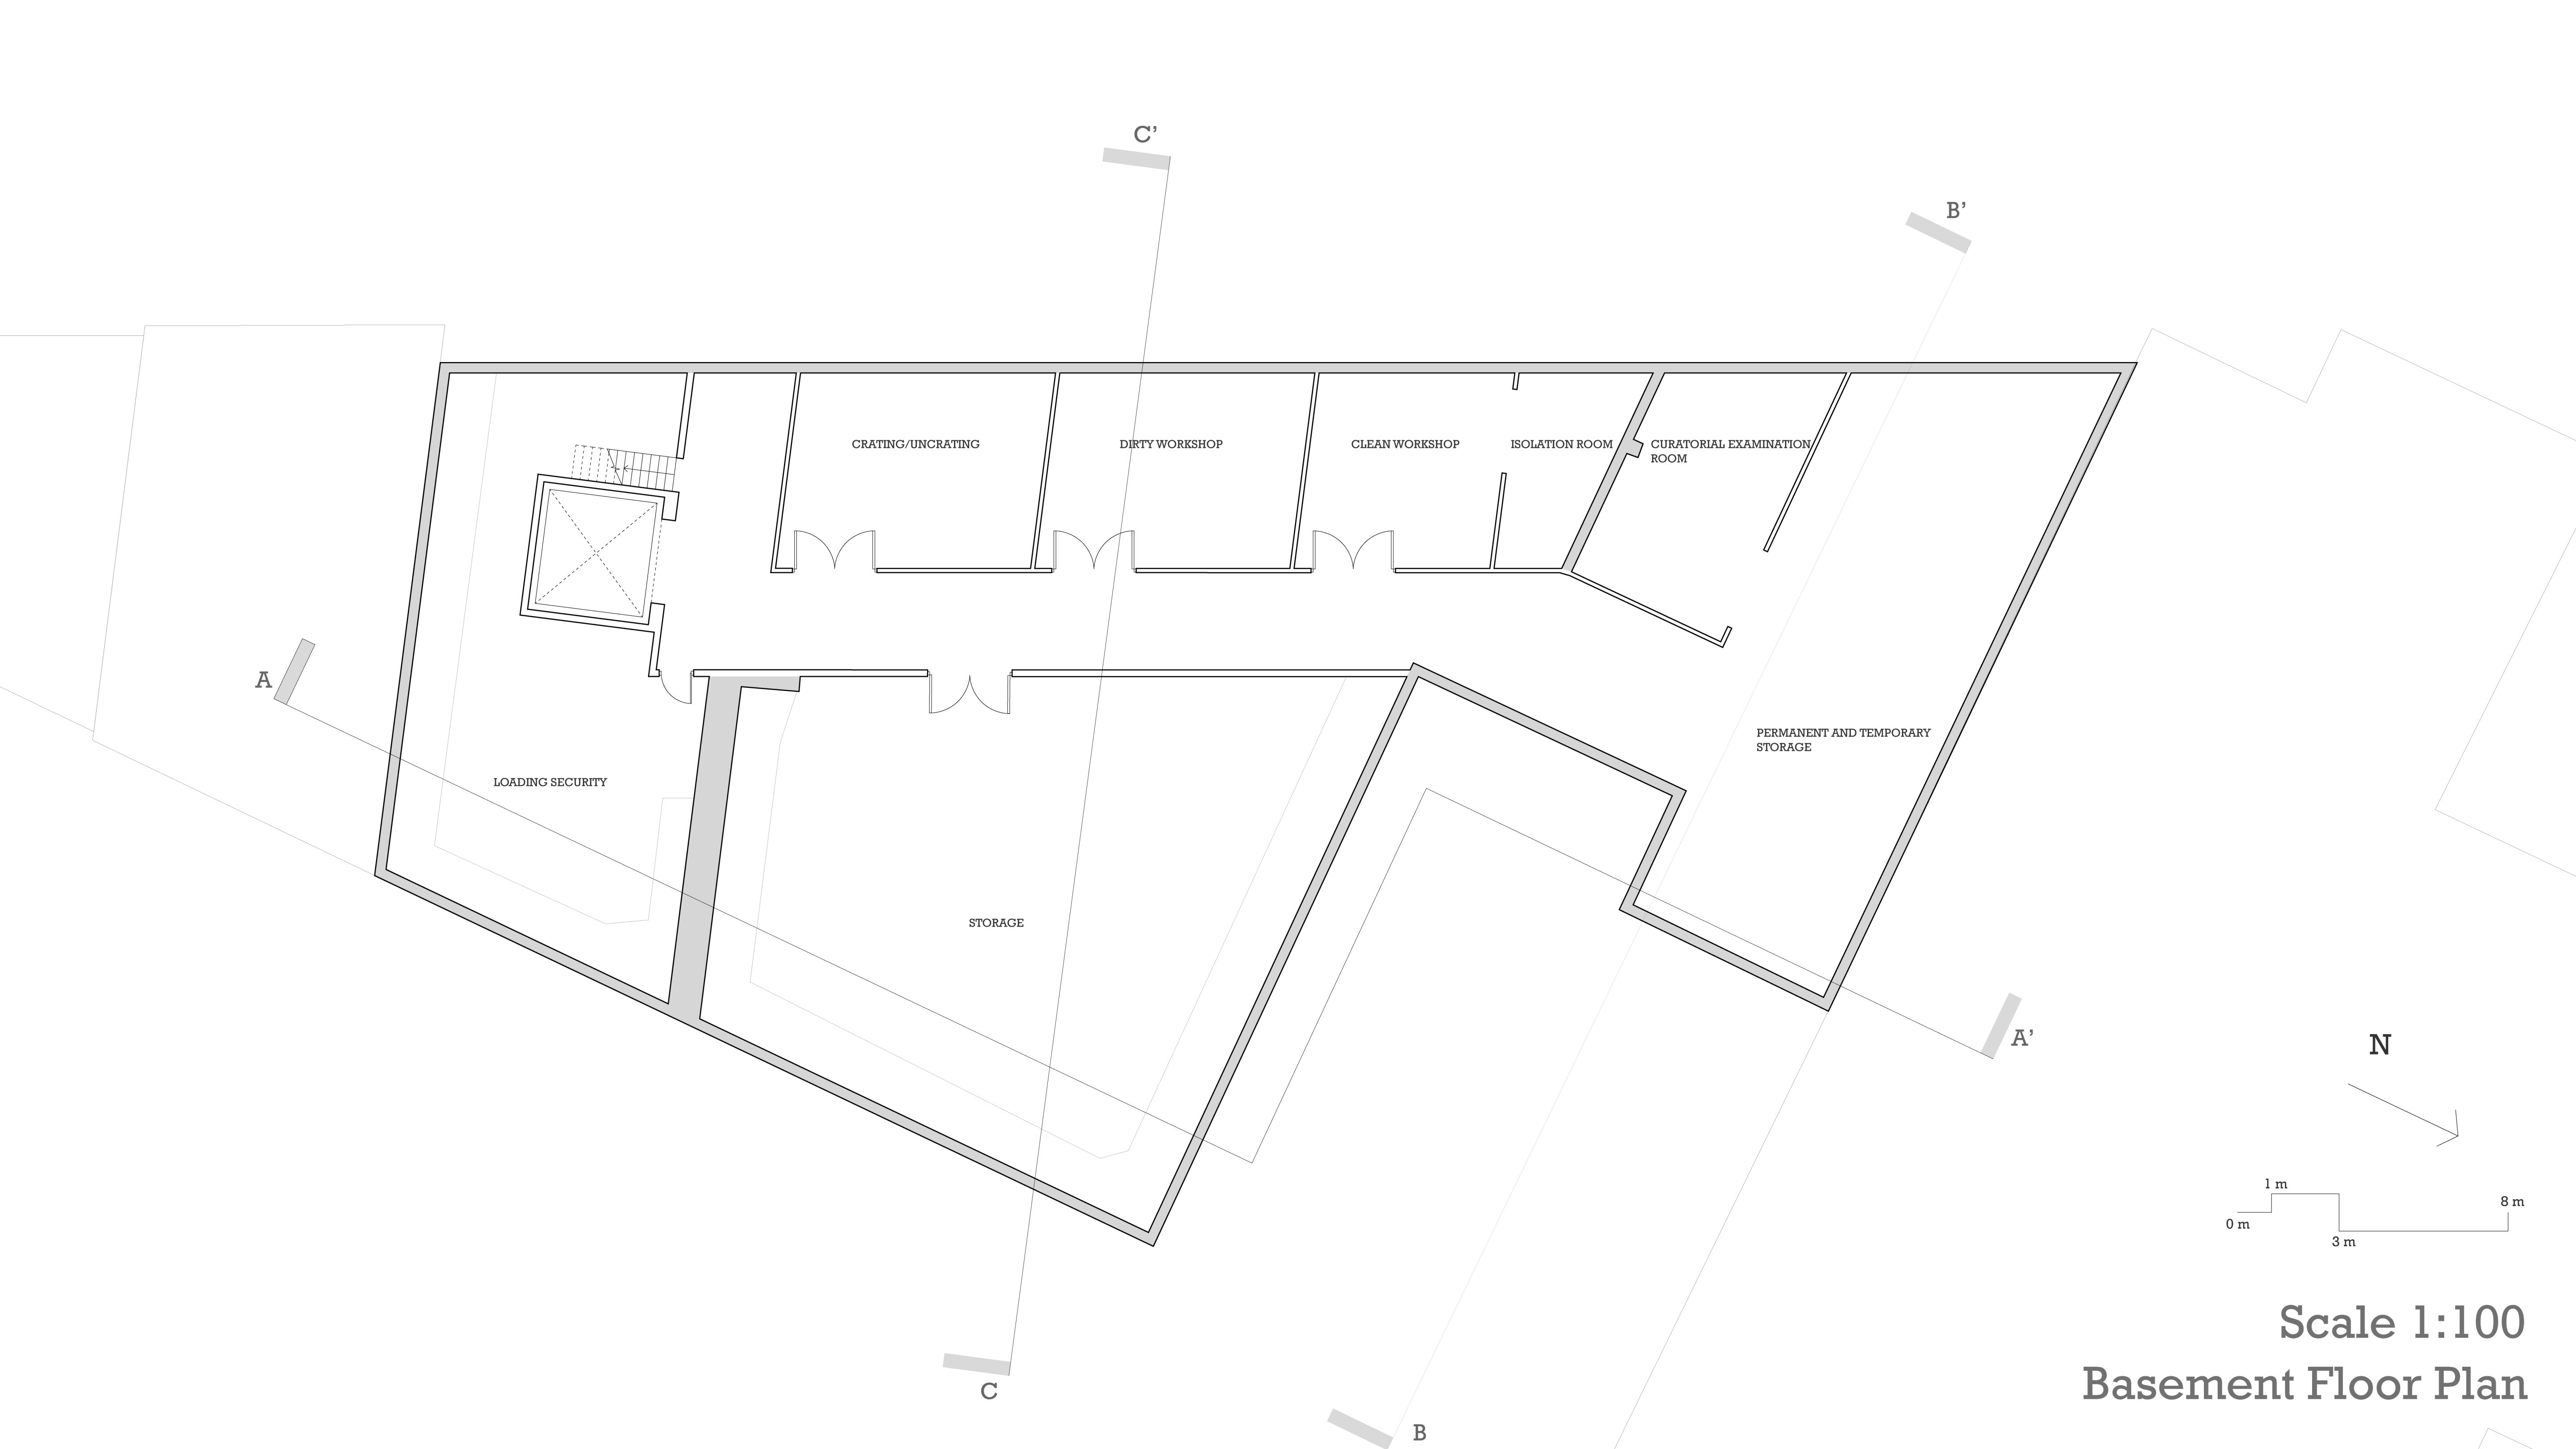 C’
B’
CRATING/UNCRATING
DIRTY WORKSHOP
CLEAN WORKSHOP
ISOLATION ROOM
CURATORIAL EXAMINATION
ROOM
A
PERMANENT AND TEMPORARY
STORAGE
LOADING SECURITY
STORAGE
A’
N
1 m
8 m
0 m
3 m
Scale 1:100
Basement Floor Plan
C
B